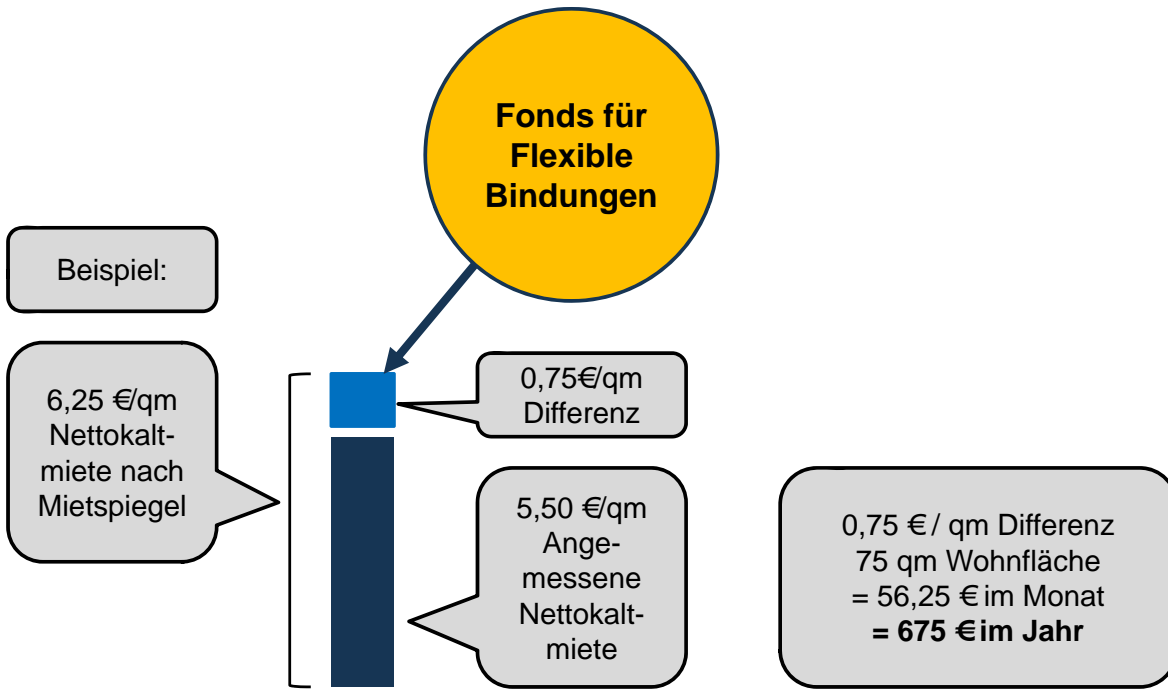 Fonds für
Flexible
Bindungen
Beispiel:
6,25 €/qm
Nettokalt-
miete nach
Mietspiegel
0,75€/qm
Differenz
5,50 €/qm
Ange-
messene
Nettokalt-
miete
0,75 € / qm Differenz
75 qm Wohnfläche
= 56,25 € im Monat
= 675 € im Jahr